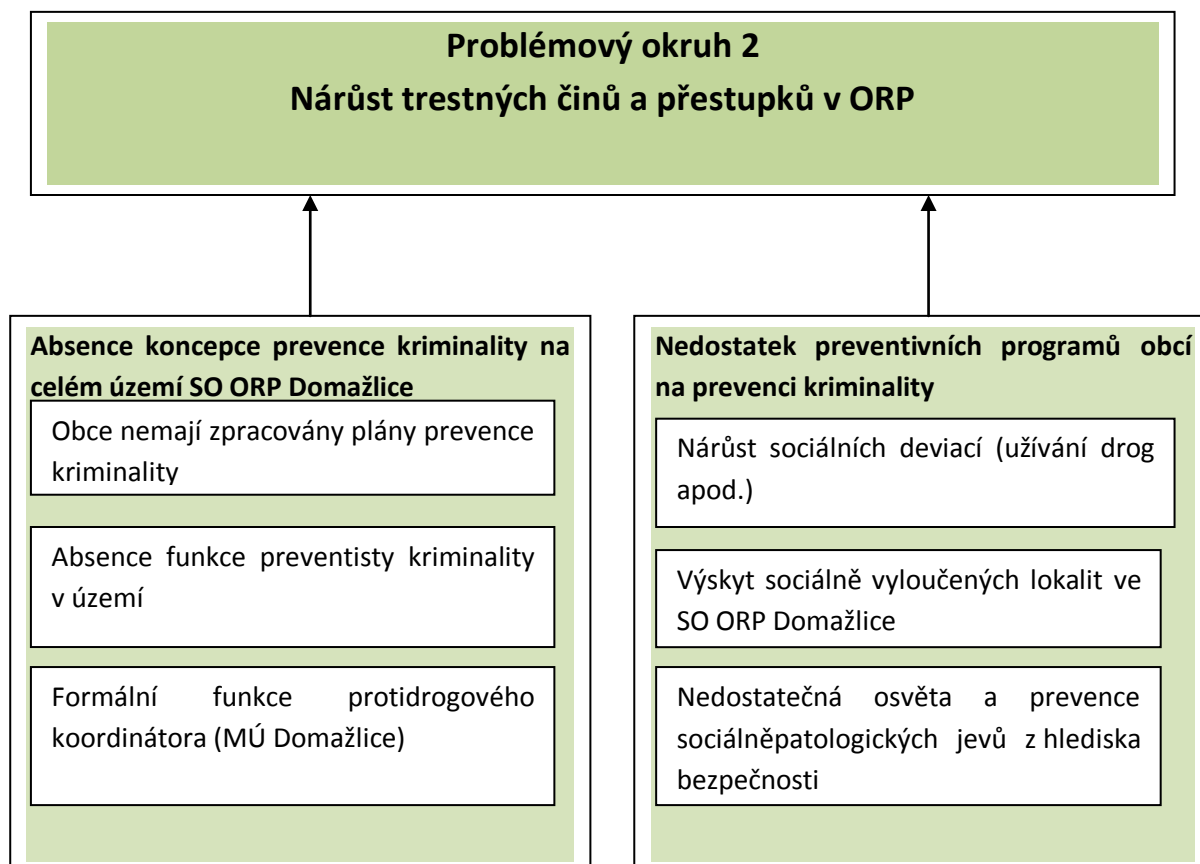 Problémový okruh 2
Nárůst trestných činů a přestupků v ORP
Absence koncepce prevence kriminality na
celém území SO ORP Domažlice
Obce nemají zpracovány plány prevence
kriminality
Absence funkce preventisty kriminality
v území
Formální funkce protidrogového
koordinátora (MÚ Domažlice)
Nedostatek preventivních programů obcí
na prevenci kriminality
Nárůst sociálních deviací (užívání drog
apod.)
Výskyt sociálně vyloučených lokalit ve
SO ORP Domažlice
Nedostatečná osvěta a prevence
sociálněpatologických jevů z hlediska
bezpečnosti